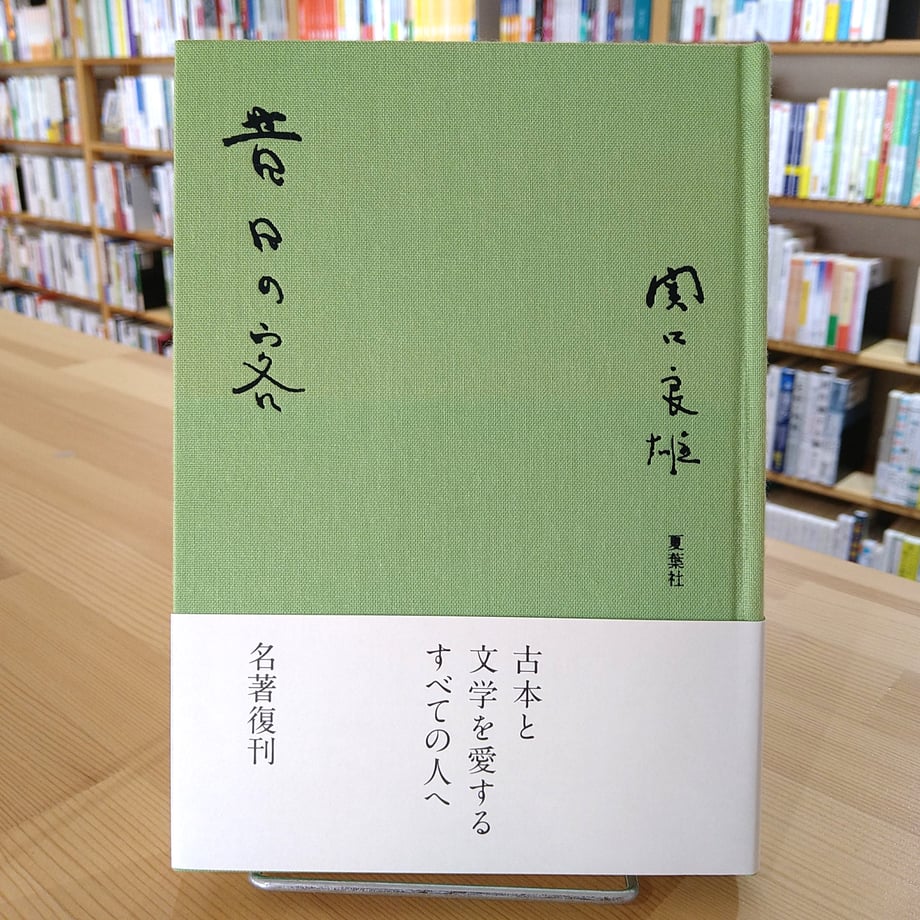 関口良雄
夏葉社
昔日の客
古本と
文学を愛する
すべての人へ
名著復刊